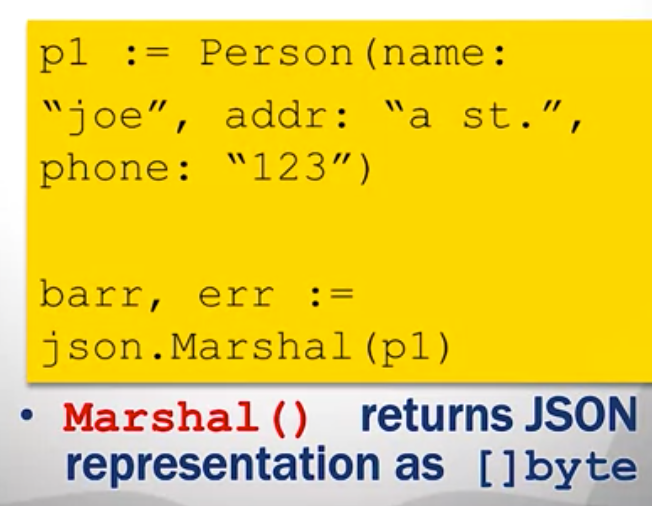 p1 := Person(name:
“joe”, addr: “a st.”,
phone: “123”)
barr, err :=
json.Marshal(p1)
• Marshal() returns JSON
representation as []byte